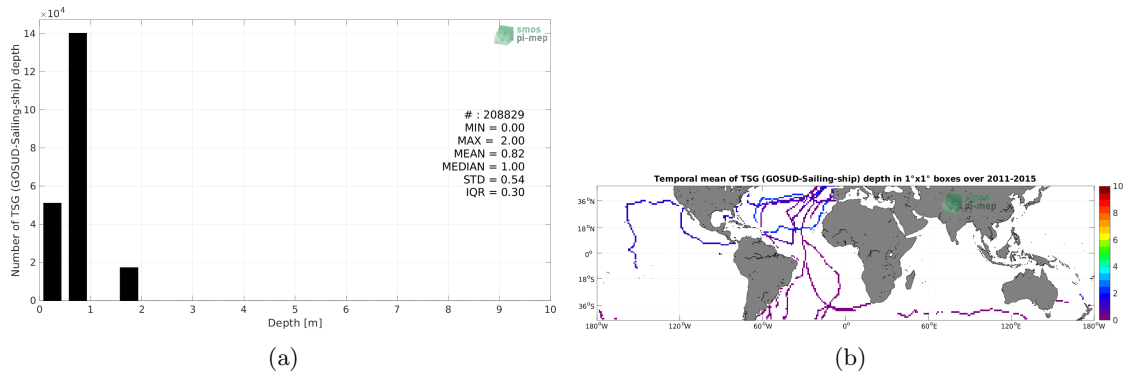 ×10⁴
14
12
10
8
6
4
2
0
Number of TSG (GOSUD-Sailing-ship) depth
smos
pi-mep
# : 208829
MIN = 0.00
MAX = 2.00
MEAN = 0.82
MEDIAN = 1.00
STD = 0.54
IQR = 0.30
0 1 2 3 4 5 6 7 8 9 10
Depth [m]
(a)
Temporal mean of TSG (GOSUD-Sailing-ship) depth in 1°x1° boxes over 2011-2015
smos
pi-mep
36°N
18°N
0°
18°S
36°S
180°W 120°W 60°W 0° 60°E 120°E 180°W
10
8
6
4
2
0
(b)